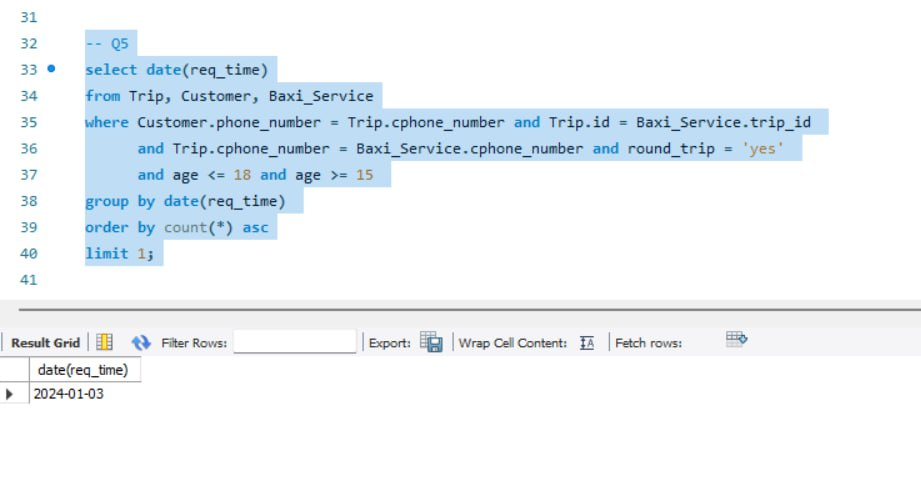 31
32 -- Q5
33 select date(req_time)
34 from Trip, Customer, Baxi_Service
35 where Customer.phone_number = Trip.cphone_number and Trip.id = Baxi_Service.trip_id
36 and Trip.cphone_number = Baxi_Service.cphone_number and round_trip = 'yes'
37 and age <= 18 and age >= 15
38 group by date(req_time)
39 order by count(*) asc
40 limit 1;
41
Result Grid Filter Rows: Export: Wrap Cell Content: IA Fetch rows:
date(req_time)
2024-01-03